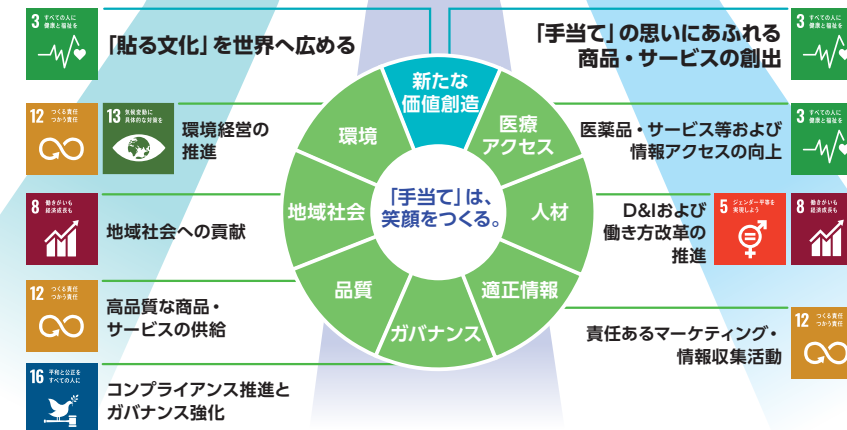 3 すべての人に
健康と福祉を
「貼る文化」を世界へ広める
「手当て」の思いにあふれる
商品・サービスの創出
3 すべての人に
健康と福祉を
新たな
価値創造
12 つくる責任
つかう責任
13 気候変動に
具体的な対策を
環境経営の
推進
環境
医療
アクセス
医薬品・サービス等および
情報アクセスの向上
3 すべての人に
健康と福祉を
8 働きがいも
経済成長も
地域社会への貢献
地域社会
「手当て」は、
笑顔をつくる。
人材
D&Iおよび
働き方改革の
推進
5 ジェンダー平等を
実現しよう
8 働きがいも
経済成長も
12 つくる責任
つかう責任
高品質な商品・
サービスの供給
品質
適正情報
ガバナンス
責任あるマーケティング・
情報収集活動
12 つくる責任
つかう責任
16 平和と公正を
すべての人に
コンプライアンス推進と
ガバナンス強化